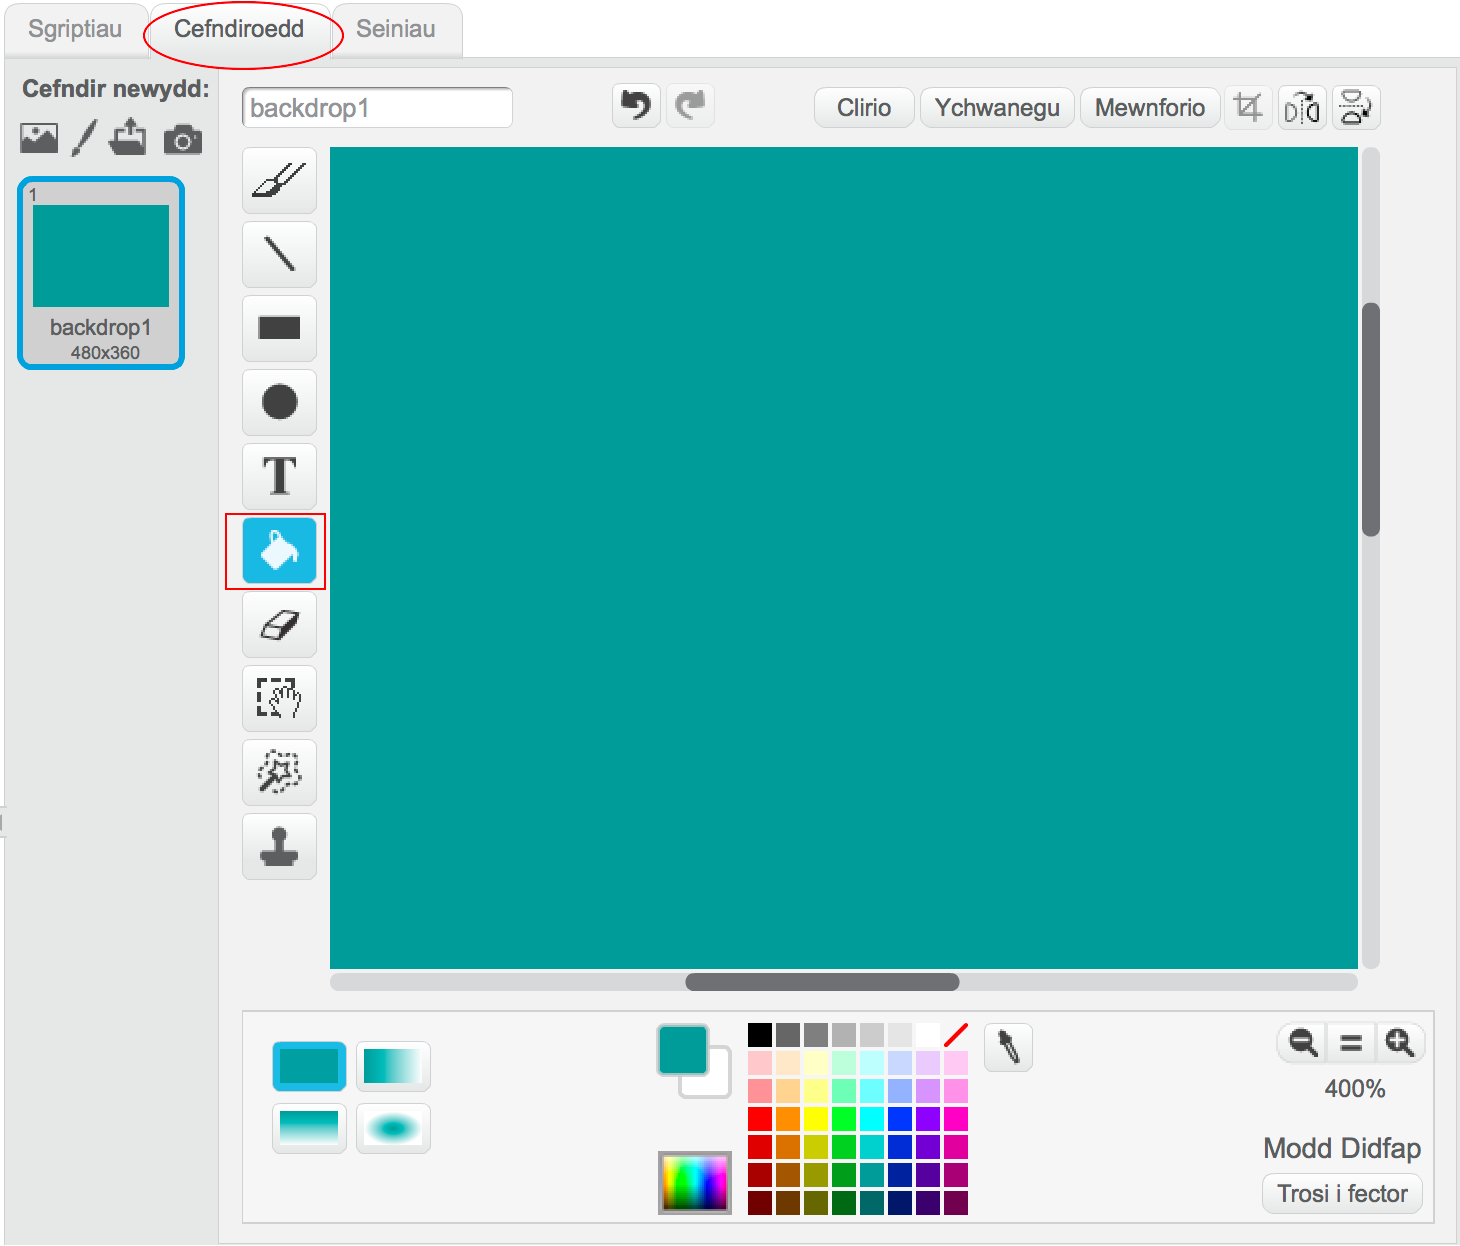 Sgriptiau Cefndiroedd Seiniau
Cefndir newydd:
backdrop1
Clirio Ychwanegu Mewnforio
1
backdrop1
480x360
T
400%
Modd Didfap
Trosi i fector